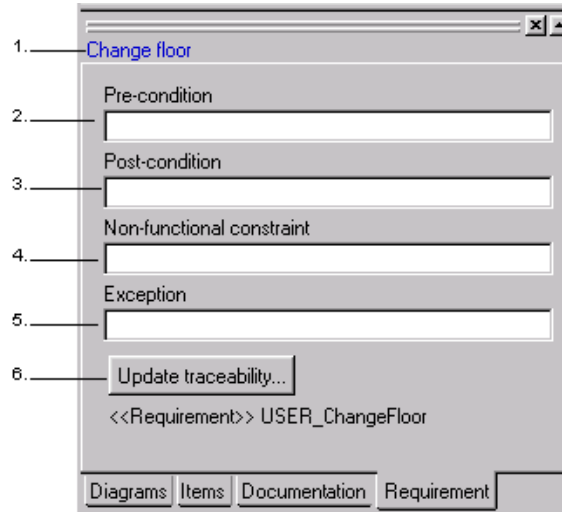 1. Change floor
Pre-condition
2.
Post-condition
3.
Non-functional constraint
4.
Exception
5.
6. Update traceability...
<<Requirement>> USER_ChangeFloor
Diagrams Items Documentation Requirement